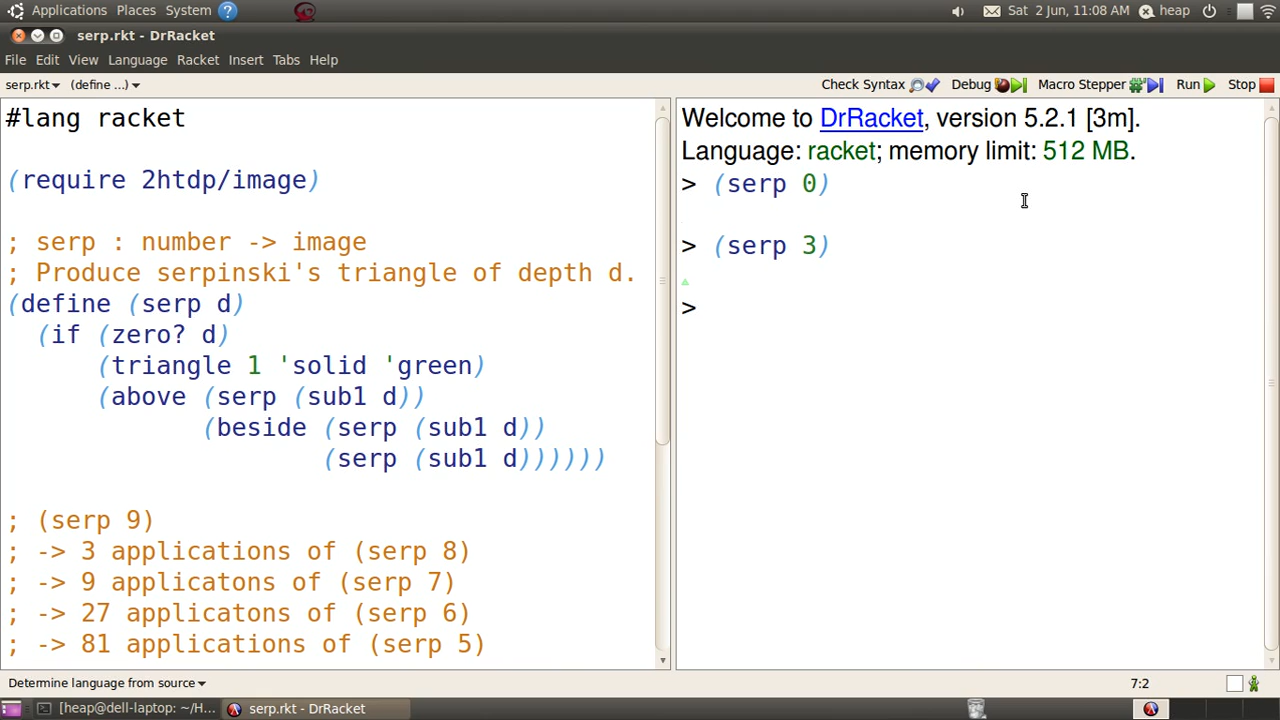 Applications Places System ? Sat 2 Jun, 11:08 AM heap
serp.rkt - DrRacket
File Edit View Language Racket Insert Tabs Help
serp.rkt (define ...) Check Syntax Debug Macro Stepper Run Stop
#lang racket
(require 2htdp/image)
; serp : number -> image
; Produce serpinski's triangle of depth d.
(define (serp d)
(if (zero? d)
(triangle 1 'solid 'green)
(above (serp (sub1 d))
(beside (serp (sub1 d))
(serp (sub1 d))))))
; (serp 9)
; -> 3 applications of (serp 8)
; -> 9 applicatons of (serp 7)
; -> 27 applicatons of (serp 6)
; -> 81 applications of (serp 5)
Welcome to DrRacket, version 5.2.1 [3m].
Language: racket; memory limit: 512 MB.
> (serp 0)
> (serp 3)
>
Determine language from source 7:2
[heap@dell-laptop: ~/H... serp.rkt - DrRacket